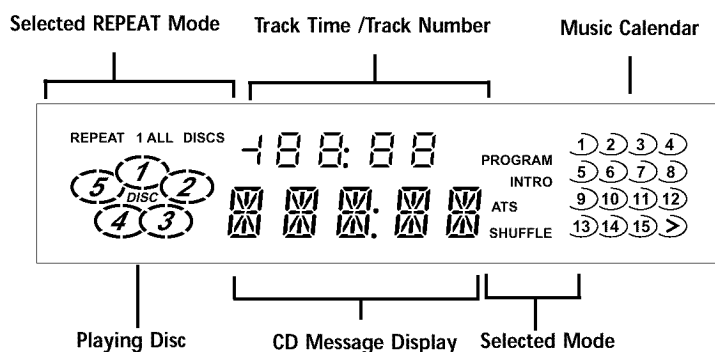 Selected REPEAT Mode
Track Time /Track Number
Music Calendar
REPEAT 1 ALL DISCS
188:88
PROGRAM
INTRO
ATS
SHUFFLE
1 2 3 4
5 6 7 8
9 10 11 12
13 14 15 >
1
5 2
DISC
4 3
Playing Disc
CD Message Display
Selected Mode